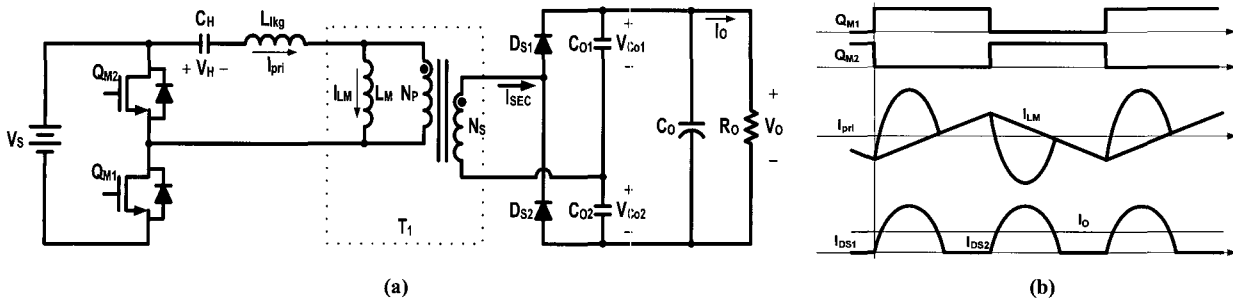 C_H
L_lkg
+ V_H −
I_pri
Q_M2
Q_M1
V_S
I_LM
L_M
N_P
N_S
T_1
I_SEC
D_S1
D_S2
C_O1
C_O2
+
V_Co1
−
+
V_Co2
−
I_O
C_O
R_O
+
V_O
−
(a)
Q_M1
Q_M2
I_pri
I_LM
I_DS1
I_DS2
I_O
(b)